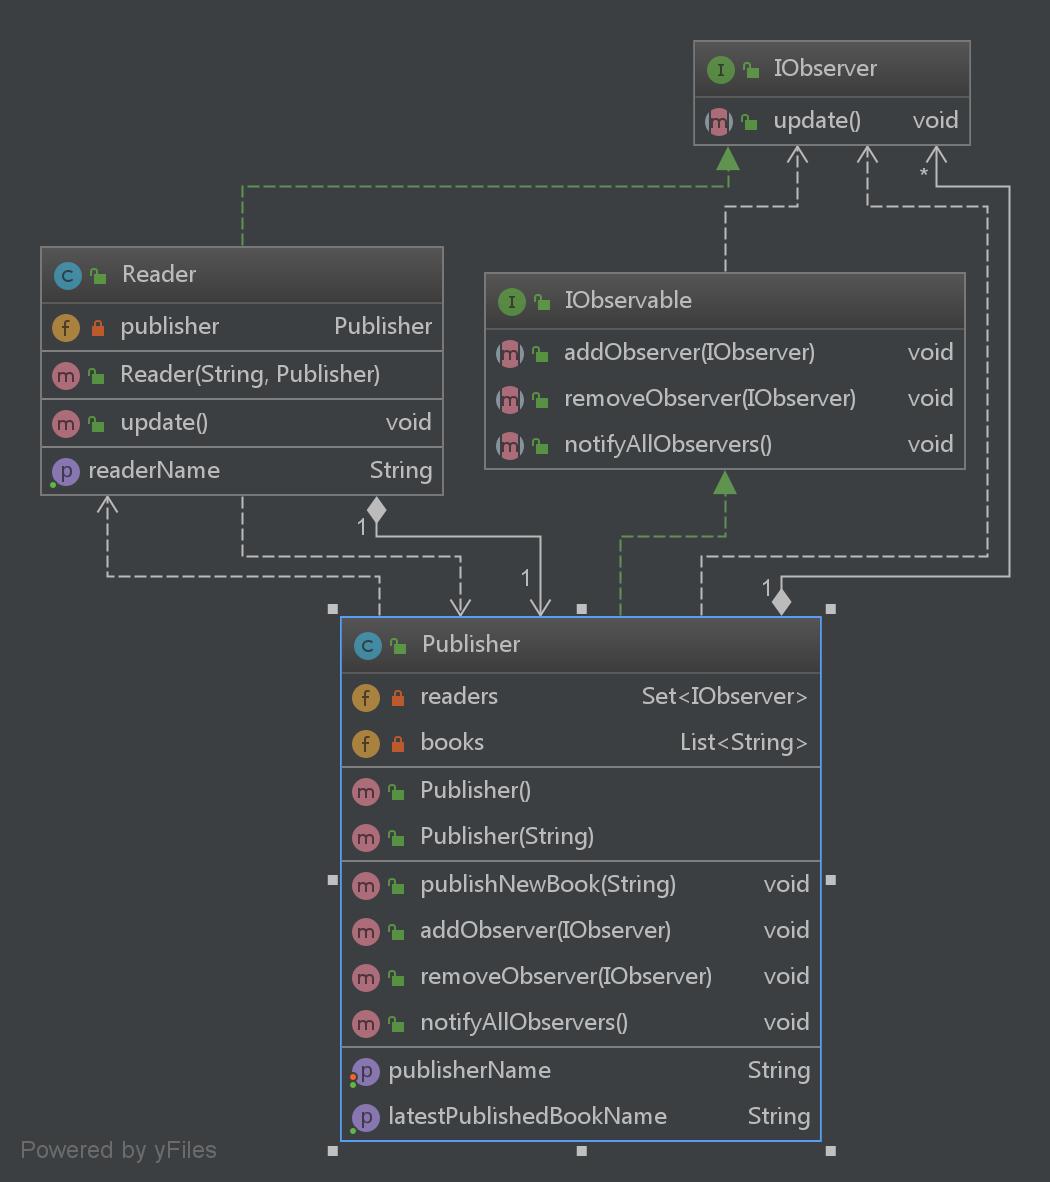 I IObserver
m update() void
*
C Reader
f publisher Publisher
m Reader(String, Publisher)
m update() void
p readerName String
I IObservable
m addObserver(IObserver) void
m removeObserver(IObserver) void
m notifyAllObservers() void
1
1
1
C Publisher
f readers Set<IObserver>
f books List<String>
m Publisher()
m Publisher(String)
m publishNewBook(String) void
m addObserver(IObserver) void
m removeObserver(IObserver) void
m notifyAllObservers() void
p publisherName String
p latestPublishedBookName String
Powered by yFiles